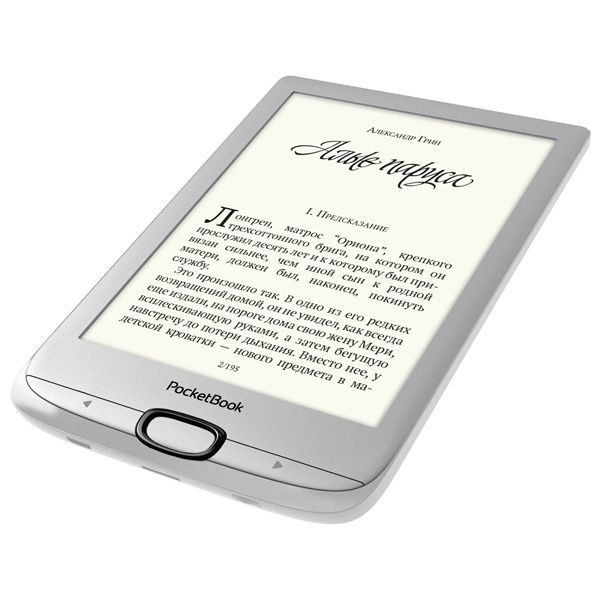 Александр Грин
Алые паруса
I. Предсказание
Лонгрен, матрос "Ориона", крепкого
трехсоттонного брига, на котором он
прослужил десять лет и к которому был при-
вязан сильнее, чем иной сын к родной
матери, должен был, наконец, покинуть
службу.
Это произошло так. В одно из его редких
возвращений домой, он не увидел, как всегда
еще издали, на пороге дома свою жену Мери,
всплескивающую руками, а затем бегущую
навстречу до потери дыхания. Вместо нее, у
детской кроватки — нового предмета в ма-
2/195
PocketBook